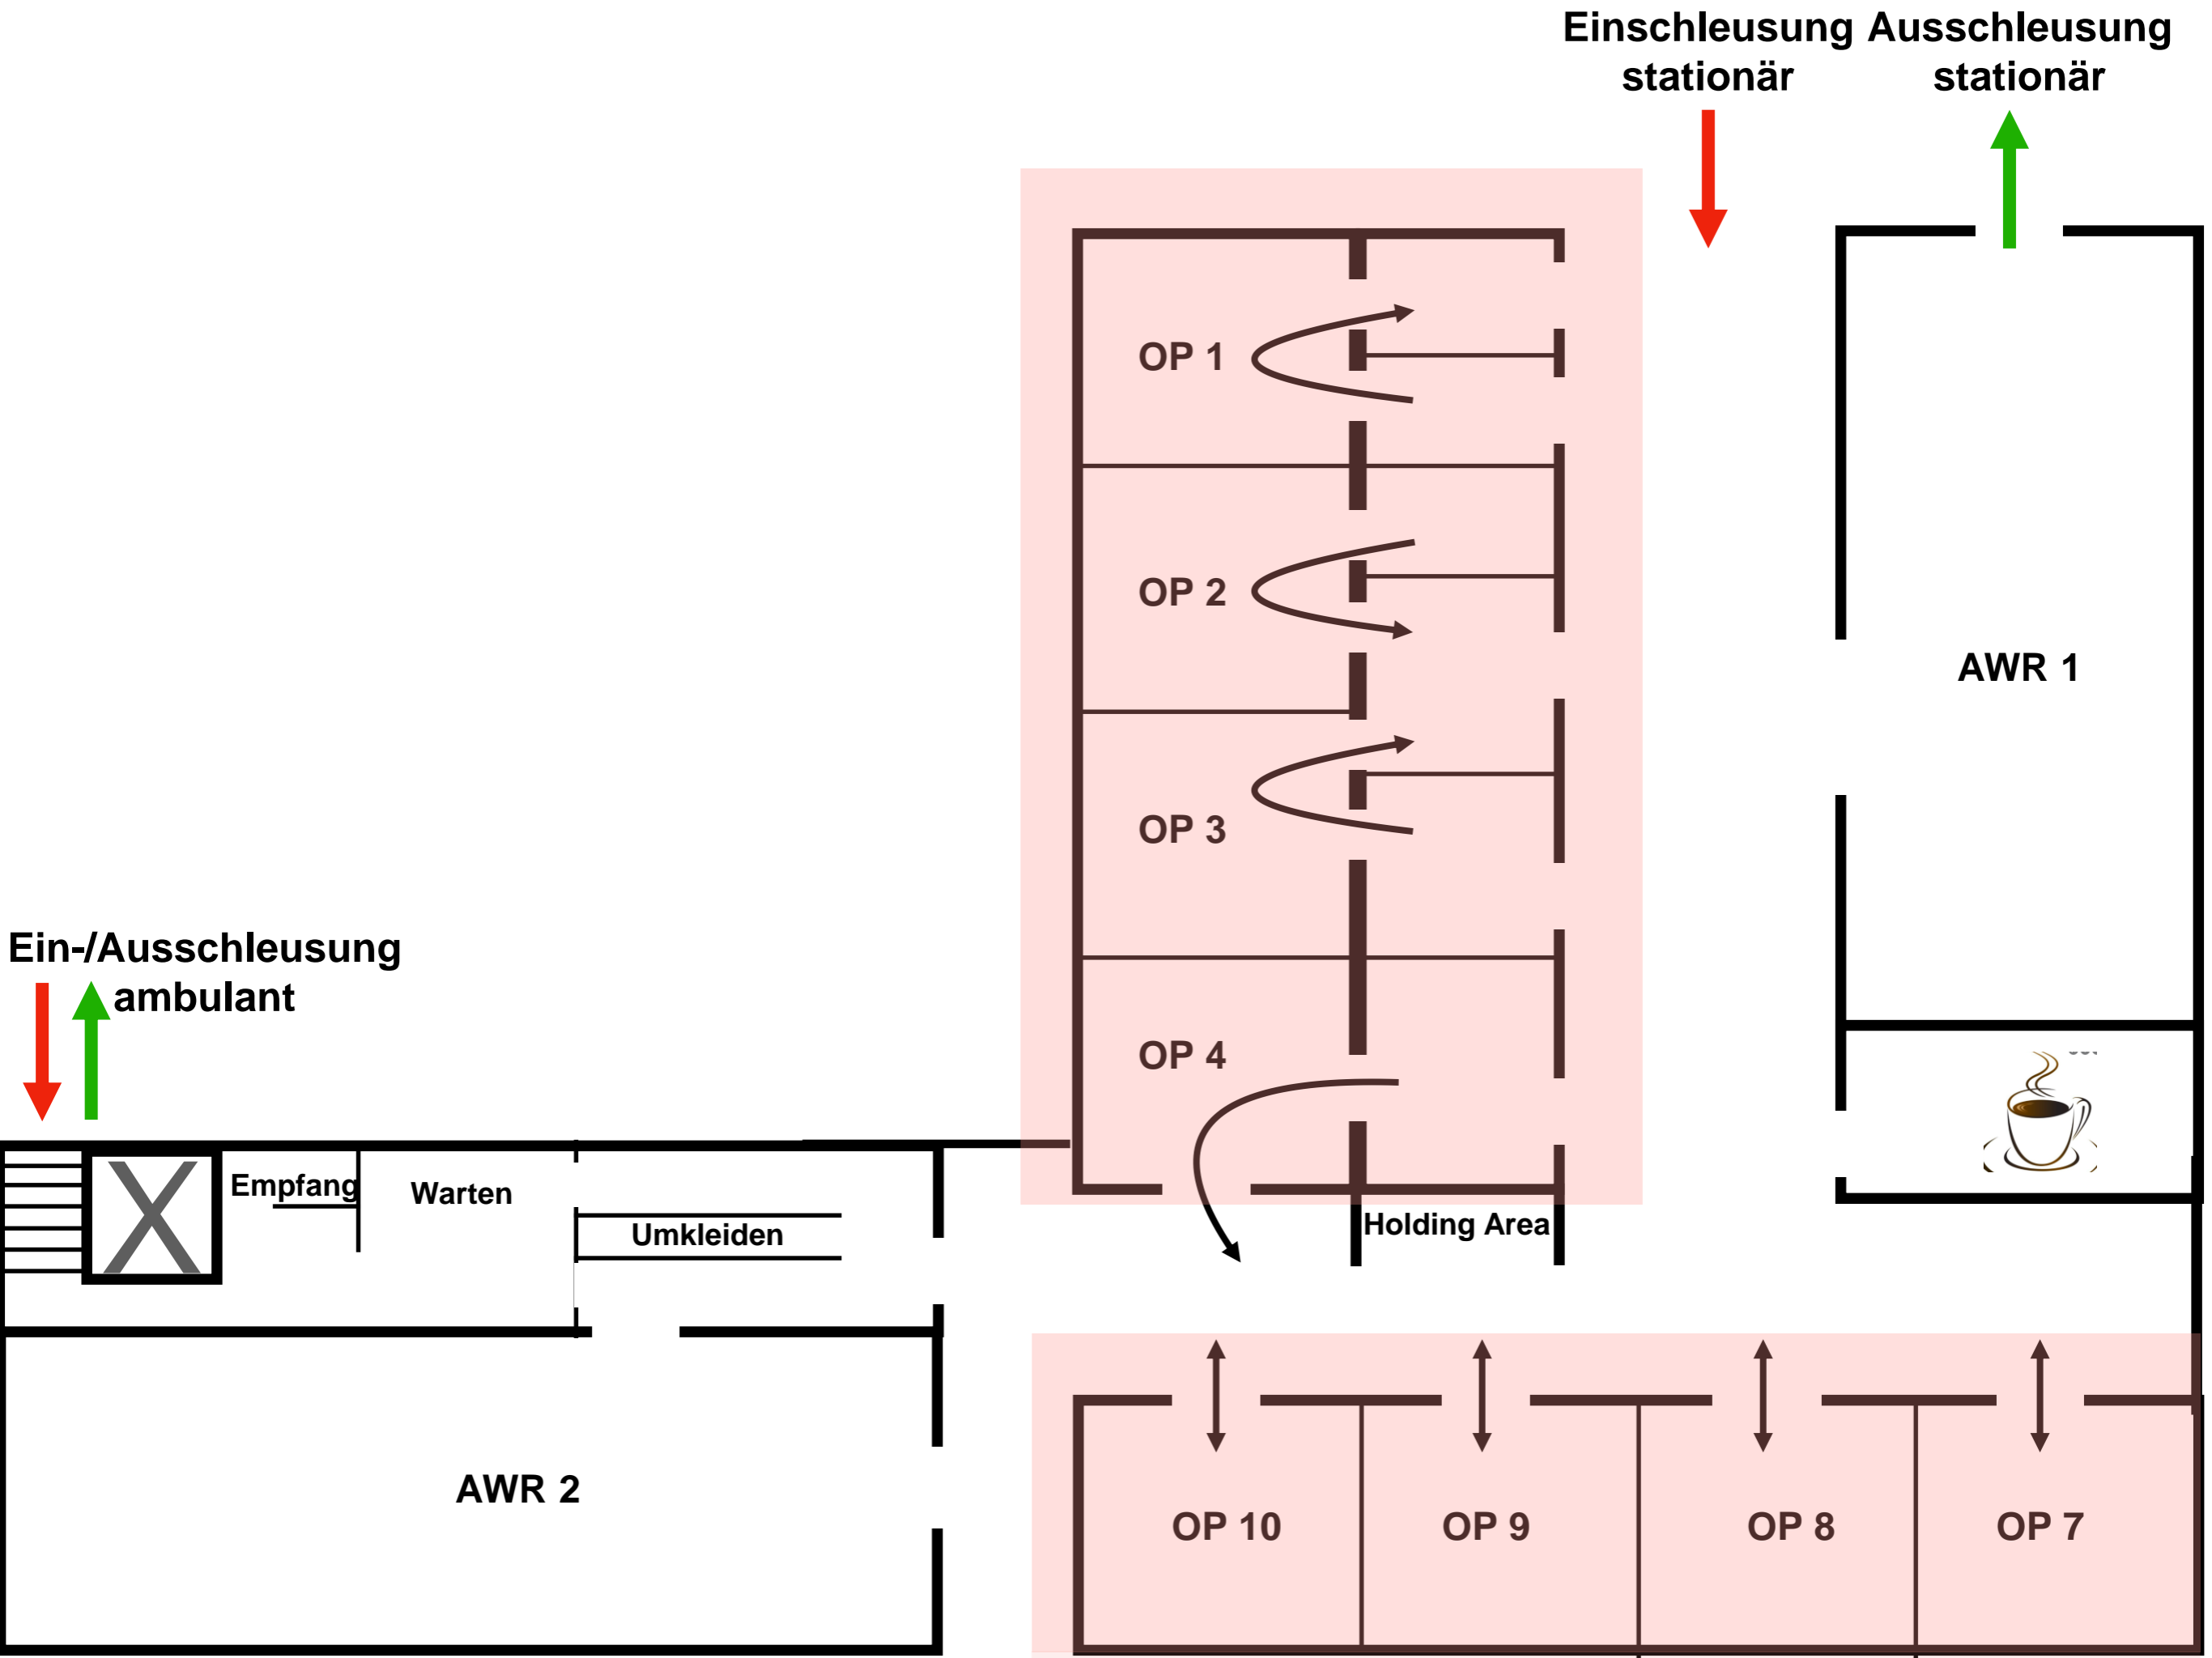 Einschleusung Ausschleusung
stationär stationär
OP 1
OP 2
AWR 1
OP 3
Ein-/Ausschleusung
ambulant
OP 4
Empfang
Warten
Umkleiden
Holding Area
AWR 2
OP 10
OP 9
OP 8
OP 7